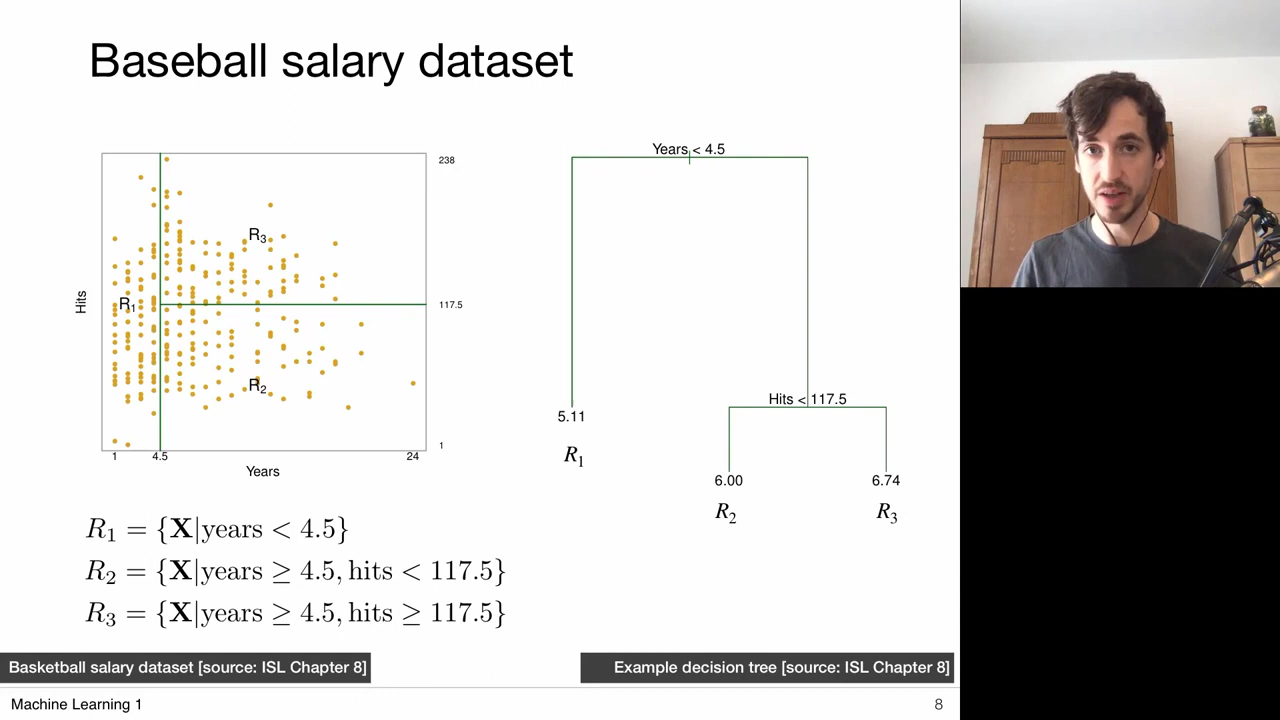 Baseball salary dataset
238
R3
Hits
R1
117.5
R2
1
1 4.5 24
Years
Years < 4.5
Hits < 117.5
5.11
R1
6.00 6.74
R2 R3
R1 = {X|years < 4.5}
R2 = {X|years ≥ 4.5, hits < 117.5}
R3 = {X|years ≥ 4.5, hits ≥ 117.5}
Basketball salary dataset [source: ISL Chapter 8]
Example decision tree [source: ISL Chapter 8]
Machine Learning 1
8